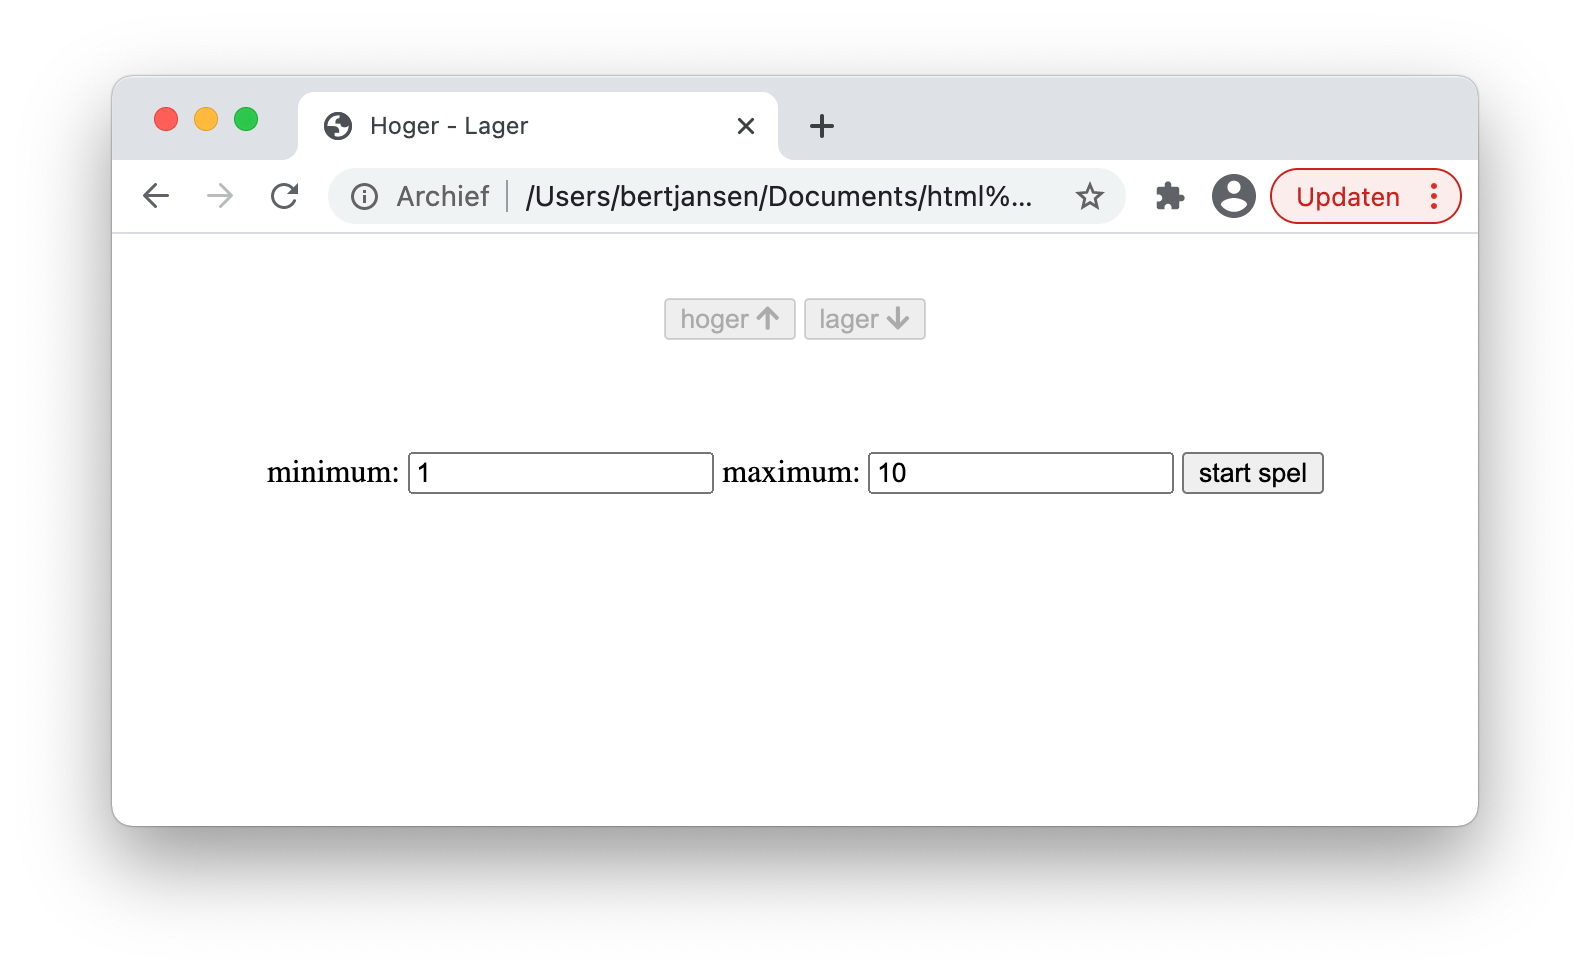 Hoger - Lager
Archief /Users/bertjansen/Documents/html%... Updaten
hoger lager
minimum: 1 maximum: 10 start spel